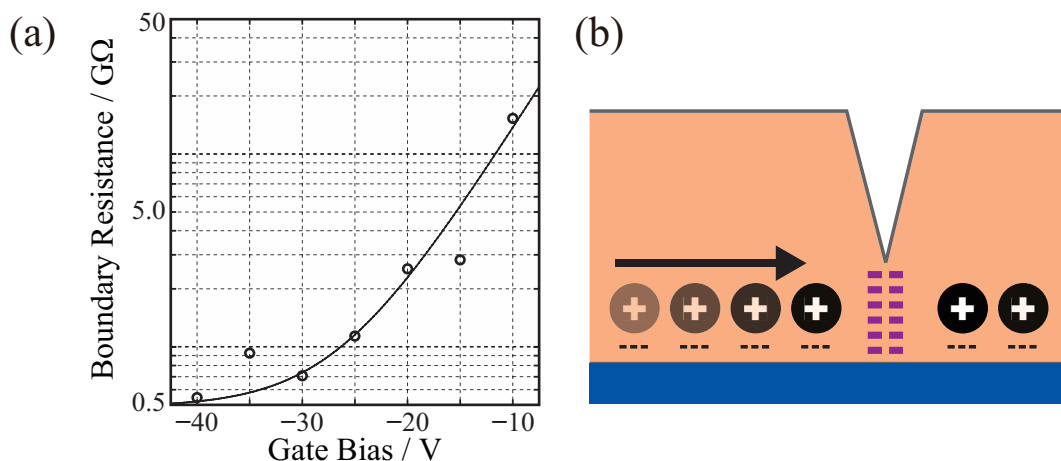 (a)
Boundary Resistance / GΩ
50
5.0
0.5
−40
−30
−20
−10
Gate Bias / V
(b)
+ + + + + +